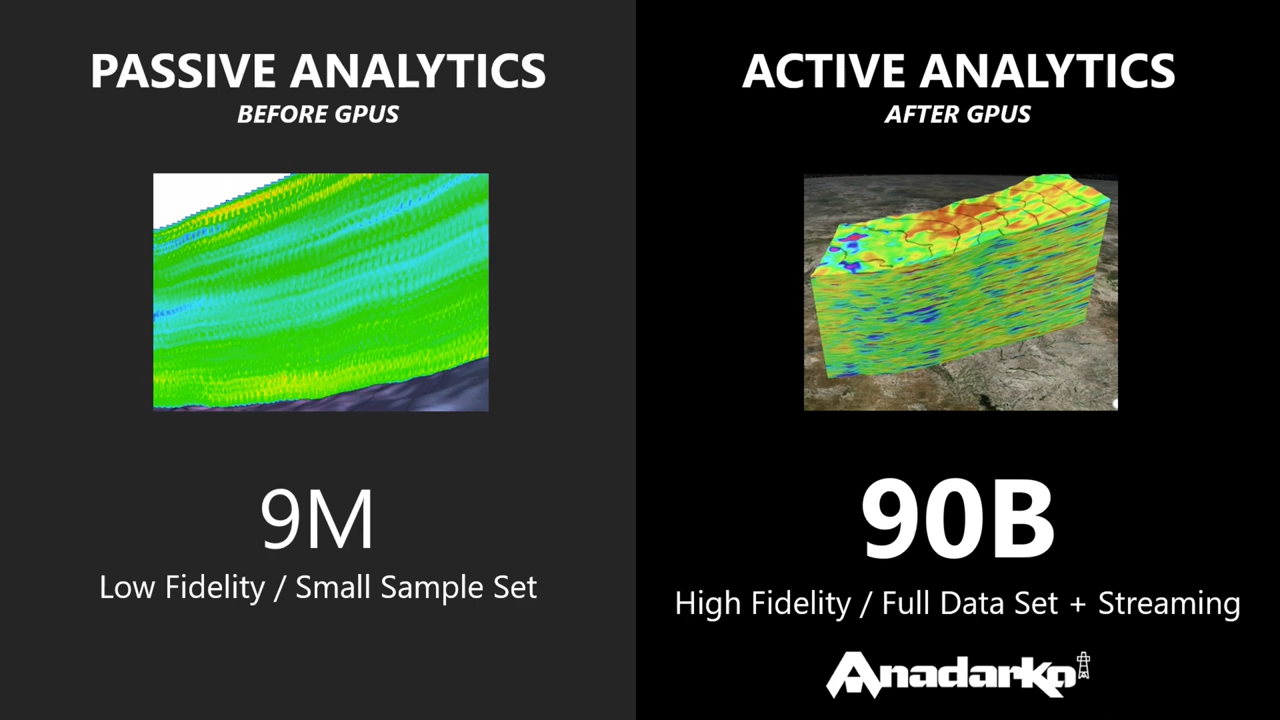 PASSIVE ANALYTICS
BEFORE GPUS
9M
Low Fidelity / Small Sample Set
ACTIVE ANALYTICS
AFTER GPUS
90B
High Fidelity / Full Data Set + Streaming
Anadarko